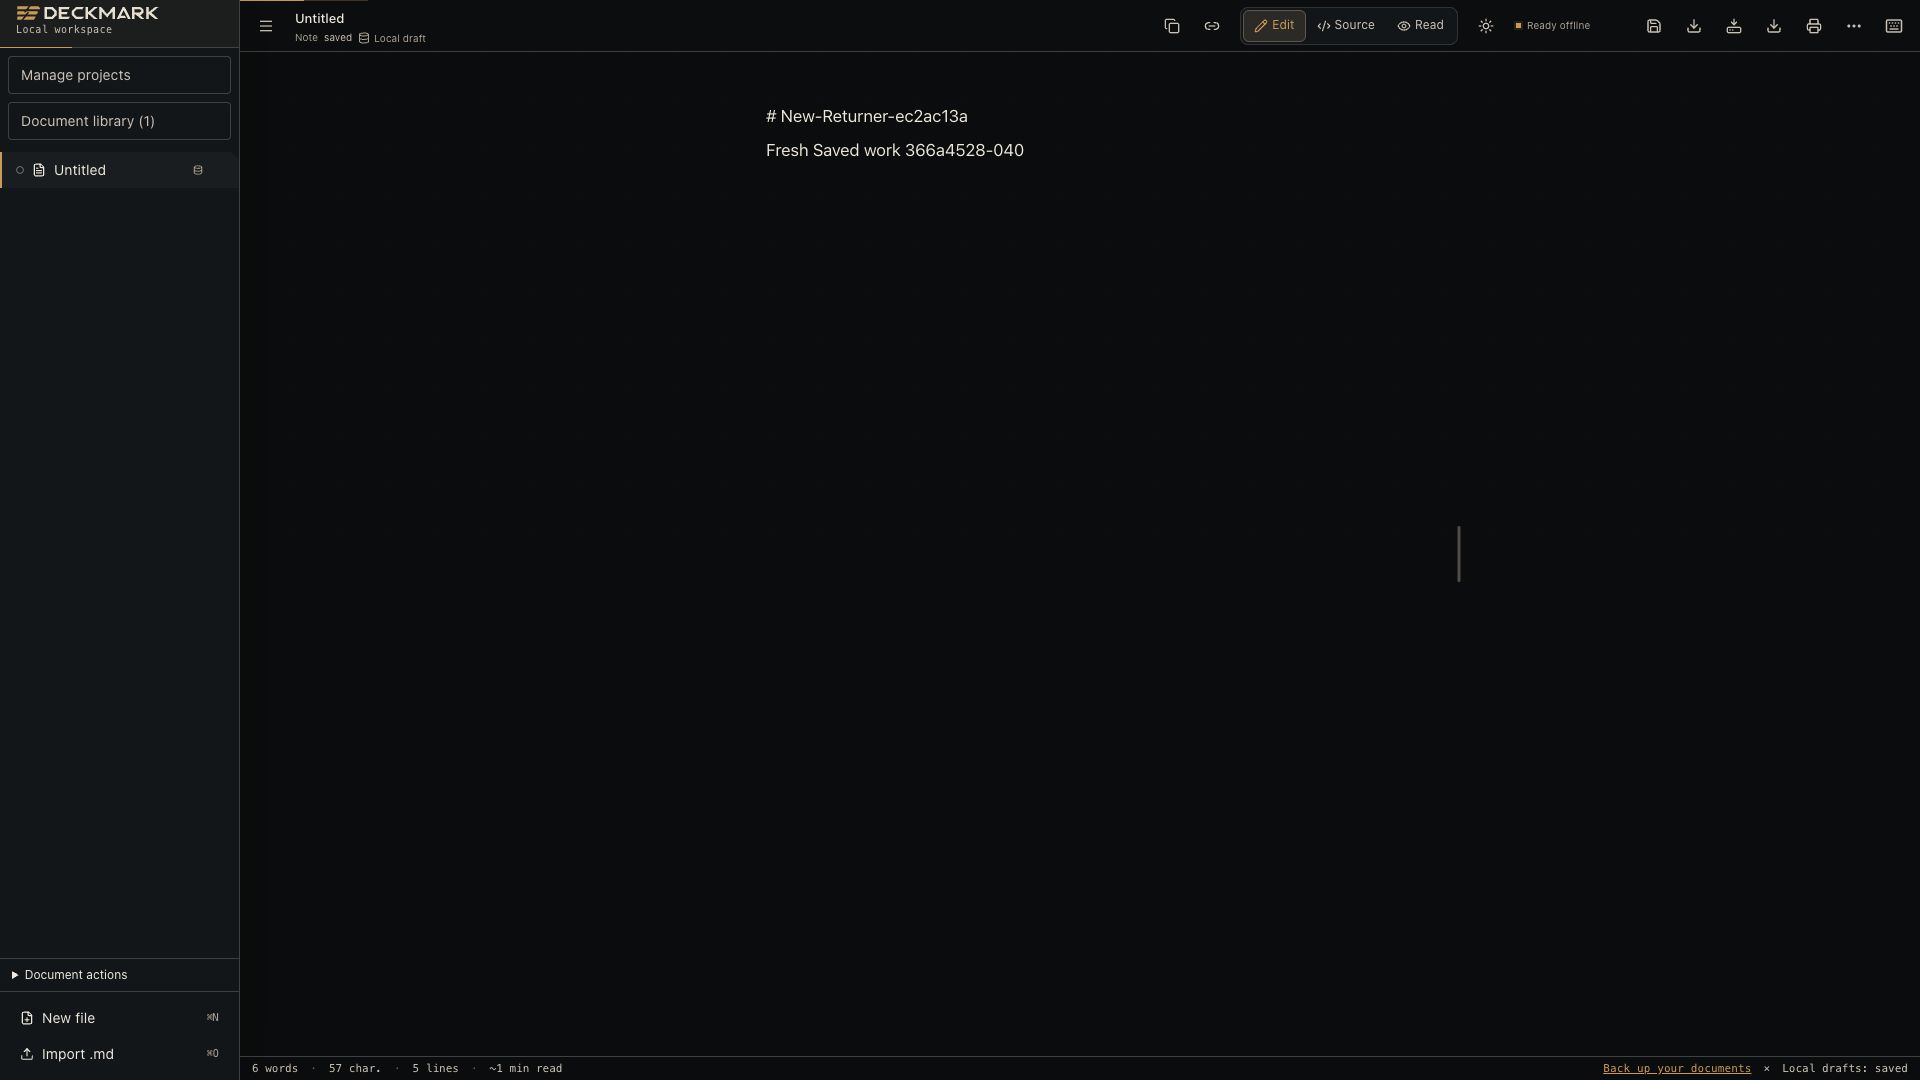 DECKMARK
Local workspace
Manage projects
Document library (1)
Untitled
Document actions
New file ⌘N
Import .md ⌘O
Untitled
Note saved Local draft
Edit
Source
Read
Ready offline
# New-Returner-ec2ac13a
Fresh Saved work 366a4528-040
6 words · 57 char. · 5 lines · ~1 min read
Back up your documents × Local drafts: saved